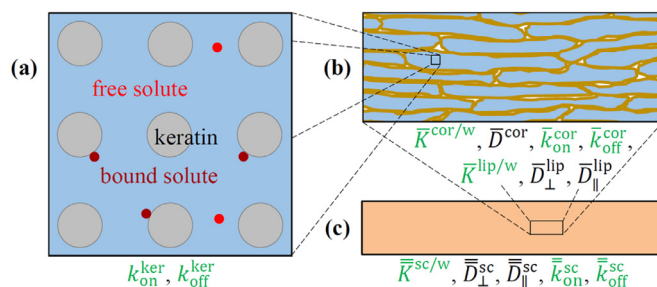 (a)
free solute
keratin
bound solute
k_on^ker, k_off^ker
(b)
K̅^cor/w, D̅^cor, k̅_on^cor, k̅_off^cor,
K̅^lip/w, D̅_⊥^lip, D̅_∥^lip
(c)
K̿^sc/w, D̿_⊥^sc, D̿_∥^sc, k̿_on^sc, k̿_off^sc